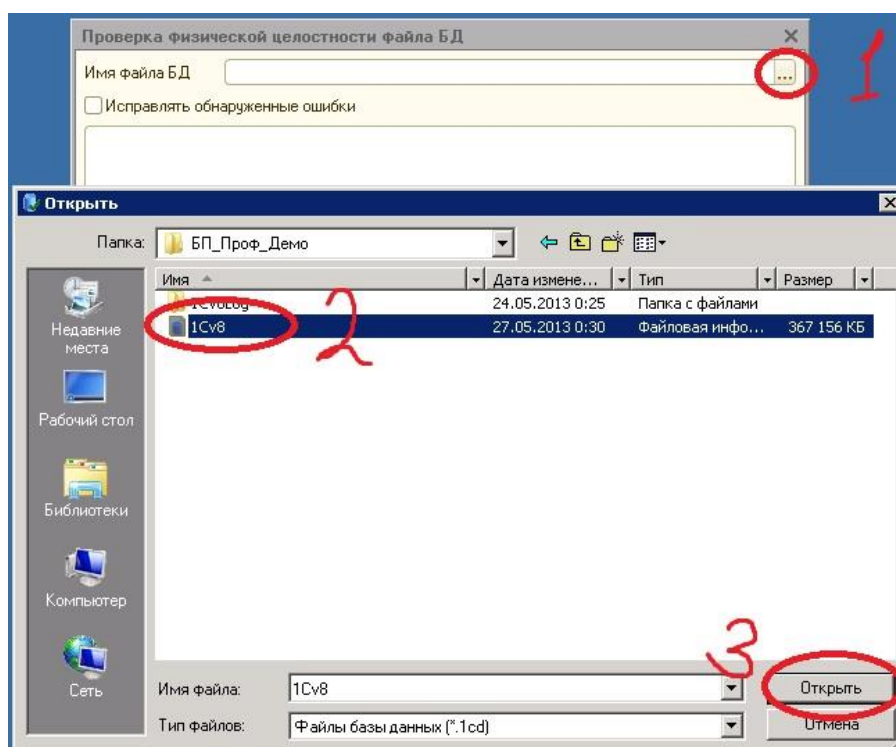 Проверка физической целостности файла БД
1
Имя файла БД
...
Исправлять обнаруженные ошибки
Открыть
Папка:
БП_Проф_Демо
Имя
Дата измене...
Тип
Размер
1Cv8Log
24.05.2013 0:25
Папка с файлами
1Cv8
27.05.2013 0:30
Файловая инфо...
367 156 КБ
2
Недавние
места
Рабочий стол
Библиотеки
Компьютер
Сеть
3
Имя файла:
1Cv8
Открыть
Тип файлов:
Файлы базы данных (*.1cd)
Отмена